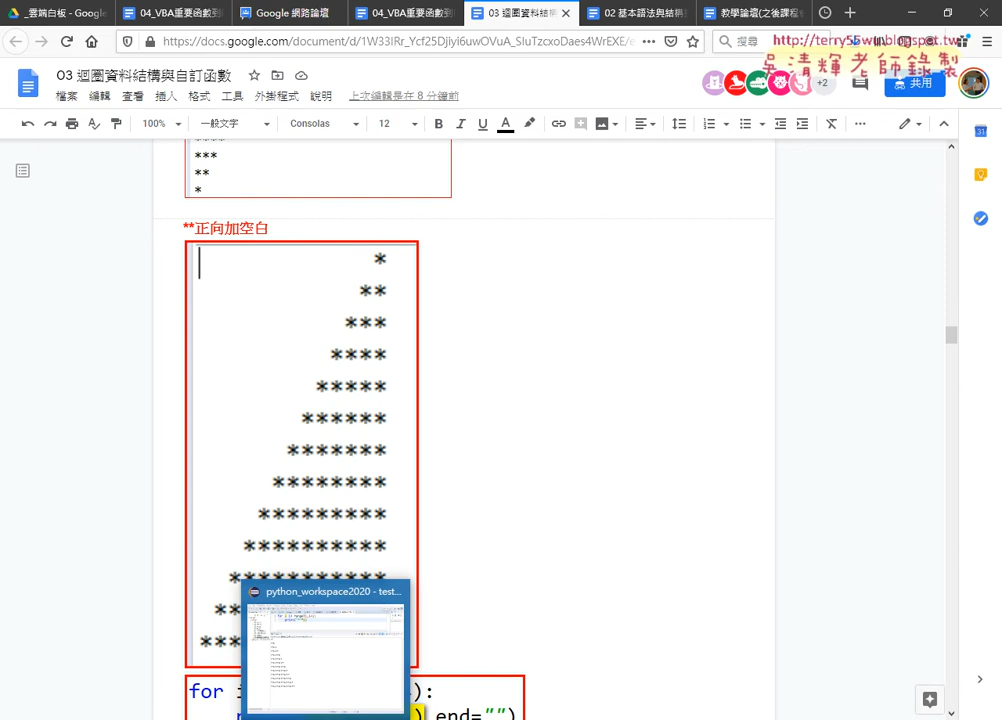 _雲端白板 - Goog
04_VBA重要函數到
Google 網路論壇
04_VBA重要函數到
03 迴圈資料結構
02 基本語法與結構
教學論壇(之後課程
https://docs.google.com/document/d/1W33IRr_Ycf25Djiyi6uwOVuA_SluTzcxoDaes4WrEXE/e
搜尋
http://terry55wu.blogspot.tw
吳清輝老師錄製
O3 迴圈資料結構與自訂函數
檔案 編輯 查看 插入 格式 工具 外掛程式 說明 上次編輯是在 8 分鐘前
+2
共用
100% 一般文字 Consolas 12 B I U A
31
***
**
*
**正向加空白
*
**
***
****
*****
******
*******
********
*********
**********
***********
**
***
python_workspace2020 - test...
for
):
end="")